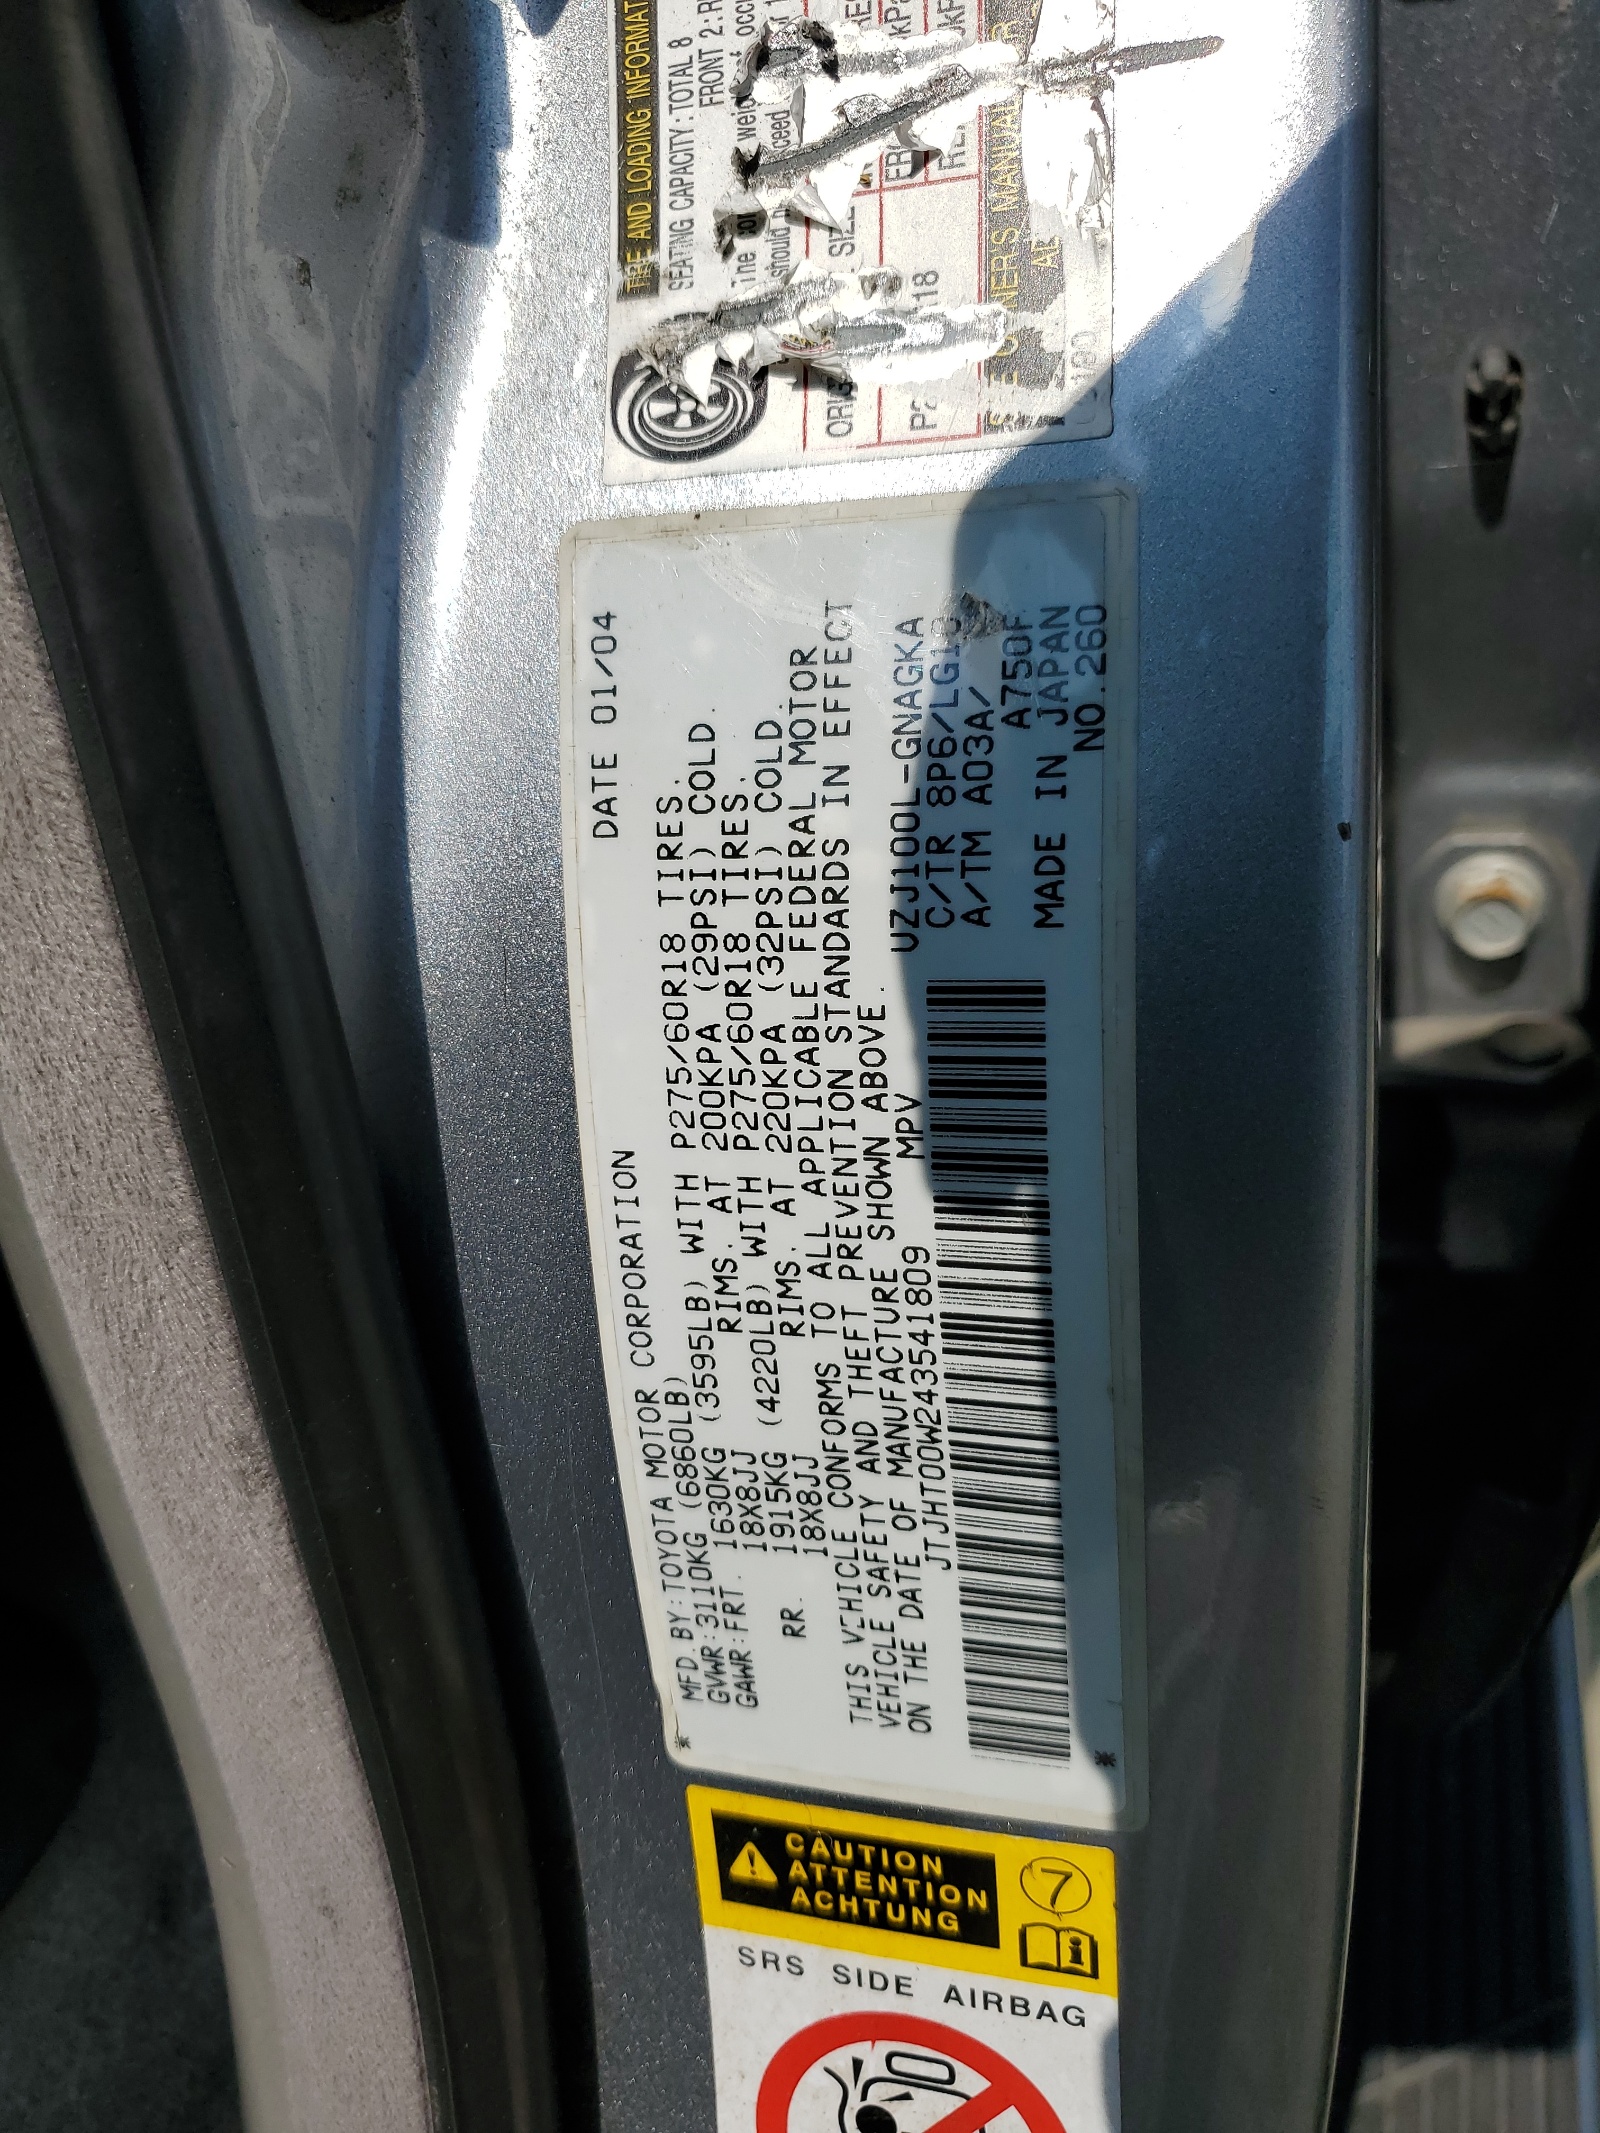 DATE 01/04
MFD.BY:TOYOTA MOTOR CORPORATION
GVWR:3110KG (6860LB)
GAWR:FRT. 1630KG (3595LB) WITH P275/60R18 TIRES.
18X8JJ RIMS. AT 200KPA (29PSI) COLD.
RR. 1915KG (4220LB) WITH P275/60R18 TIRES.
18X8JJ RIMS. AT 220KPA (32PSI) COLD.
THIS VEHICLE CONFORMS TO ALL APPLICABLE FEDERAL MOTOR
VEHICLE SAFETY AND THEFT PREVENTION STANDARDS IN EFFECT
ON THE DATE OF MANUFACTURE SHOWN ABOVE.
JTJHT00W243541809 MPV
UZJ100L-GNAGKA
C/TR 8P6/
A/TM A03A/
A750F
MADE IN JAPAN
NO.260
AND LOADING INFORMAT
SEATING CAPACITY:TOTAL 8
FRONT 2:R
The
should
118
MANUAL
CAUTION
ATTENTION
ACHTUNG
7
i
SRS SIDE AIRBAG